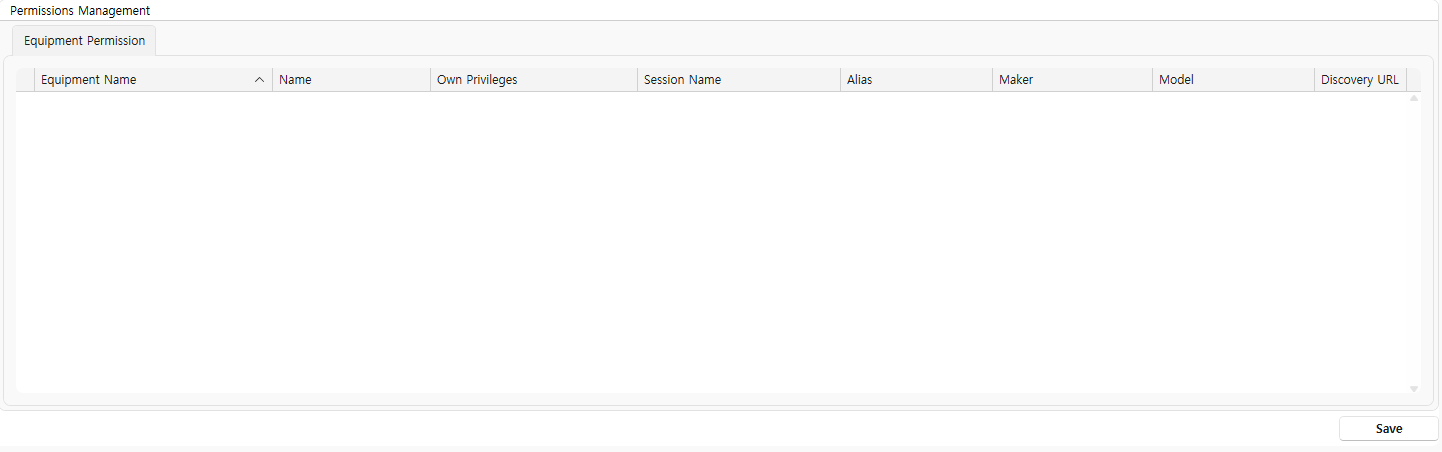 Permissions Management
Equipment Permission
Equipment Name Name Own Privileges Session Name Alias Maker Model Discovery URL
Save